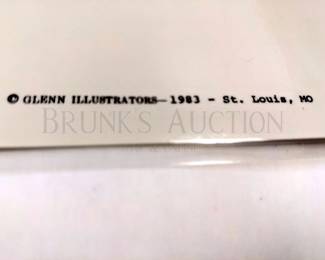 © GLENN ILLUSTRATORS—1983 - St. Louis, MO
BRUNK'S AUCTION